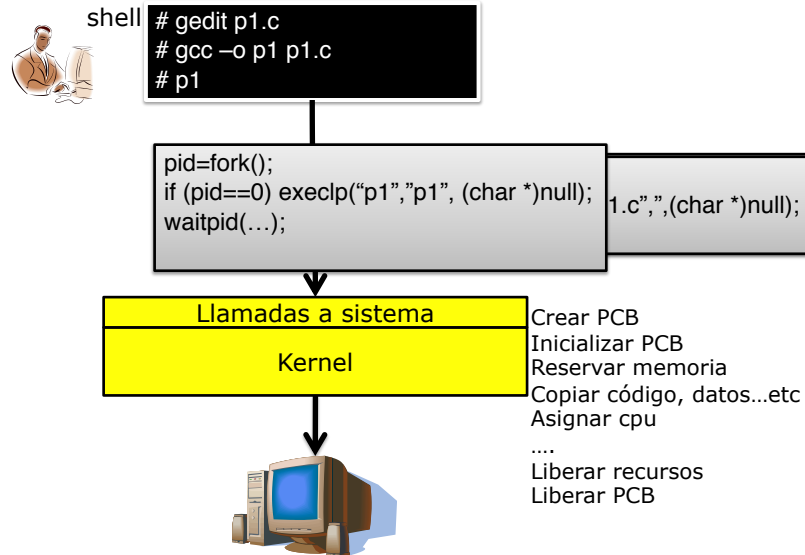 shell
# gedit p1.c
# gcc –o p1 p1.c
# p1
pid=fork();
if (pid==0) execlp(“p1”,”p1”, (char *)null);
waitpid(…);
1.c”,”,(char *)null);
Llamadas a sistema
Kernel
Crear PCB
Inicializar PCB
Reservar memoria
Copiar código, datos…etc
Asignar cpu
….
Liberar recursos
Liberar PCB